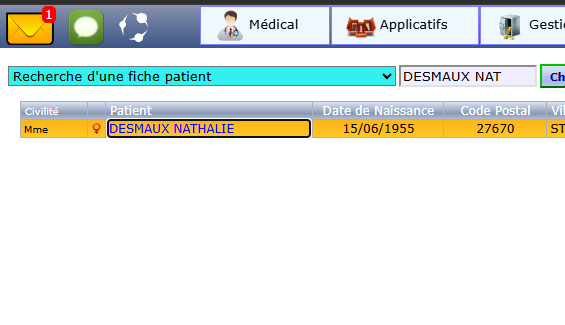 1
Médical
Applicatifs
Gesti
Recherche d'une fiche patient
DESMAUX NAT
Ch
Civilité Patient Date de Naissance Code Postal Vi
Mme ♀ DESMAUX NATHALIE 15/06/1955 27670 ST